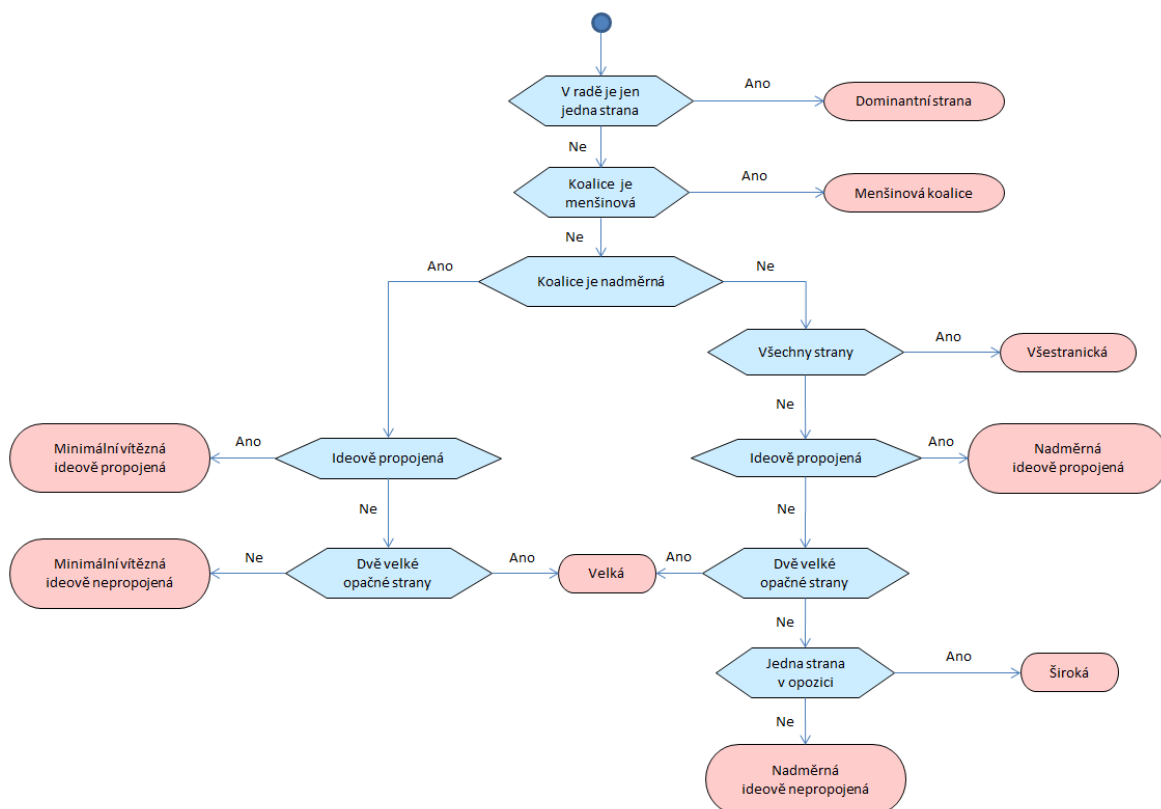 Ano
V radě je jen
jedna strana
Dominantní strana
Ne
Ano
Koalice je
menšinová
Menšinová koalice
Ne
Ano
Ne
Koalice je nadměrná
Ano
Všechny strany
Všestranická
Ne
Ano
Minimální vítězná
ideově propojená
Ideově propojená
Ideově propojená
Ano
Nadměrná
ideově propojená
Ne
Ne
Minimální vítězná
ideově nepropojená
Ne
Dvě velké
opačné strany
Ano
Velká
Ano
Dvě velké
opačné strany
Ne
Jedna strana
v opozici
Ano
Široká
Ne
Nadměrná
ideově nepropojená